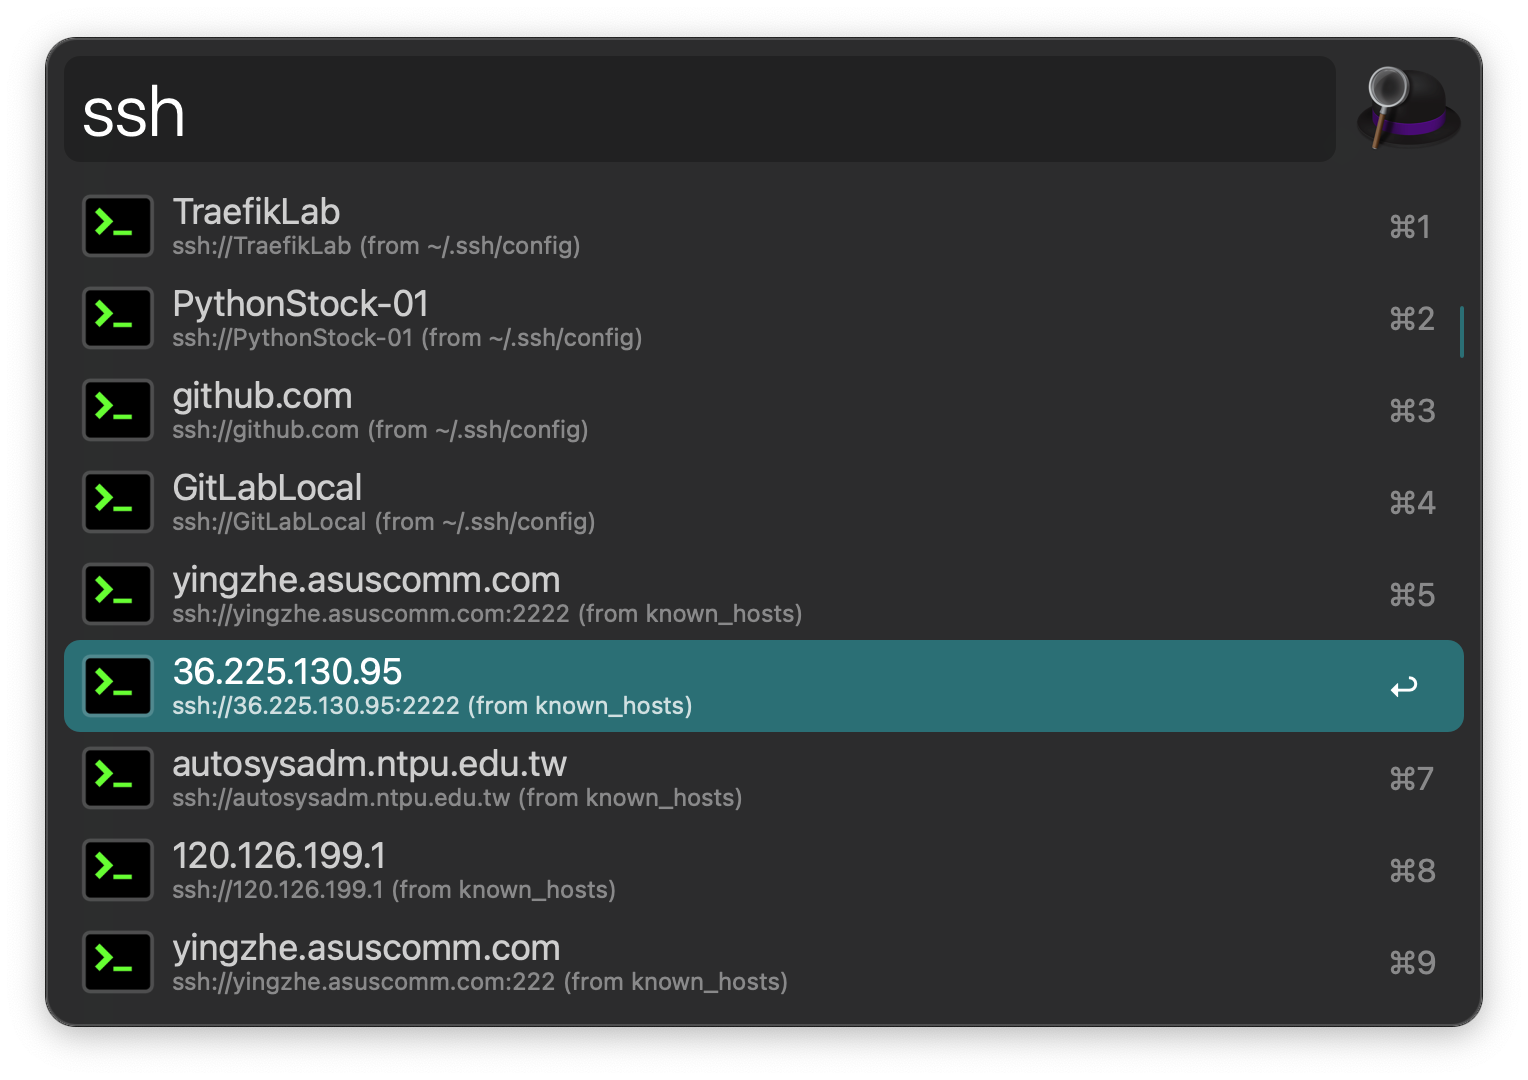 ssh
TraefikLab
ssh://TraefikLab (from ~/.ssh/config)
⌘1
PythonStock-01
ssh://PythonStock-01 (from ~/.ssh/config)
⌘2
github.com
ssh://github.com (from ~/.ssh/config)
⌘3
GitLabLocal
ssh://GitLabLocal (from ~/.ssh/config)
⌘4
yingzhe.asuscomm.com
ssh://yingzhe.asuscomm.com:2222 (from known_hosts)
⌘5
36.225.130.95
ssh://36.225.130.95:2222 (from known_hosts)
↩
autosysadm.ntpu.edu.tw
ssh://autosysadm.ntpu.edu.tw (from known_hosts)
⌘7
120.126.199.1
ssh://120.126.199.1 (from known_hosts)
⌘8
yingzhe.asuscomm.com
ssh://yingzhe.asuscomm.com:222 (from known_hosts)
⌘9